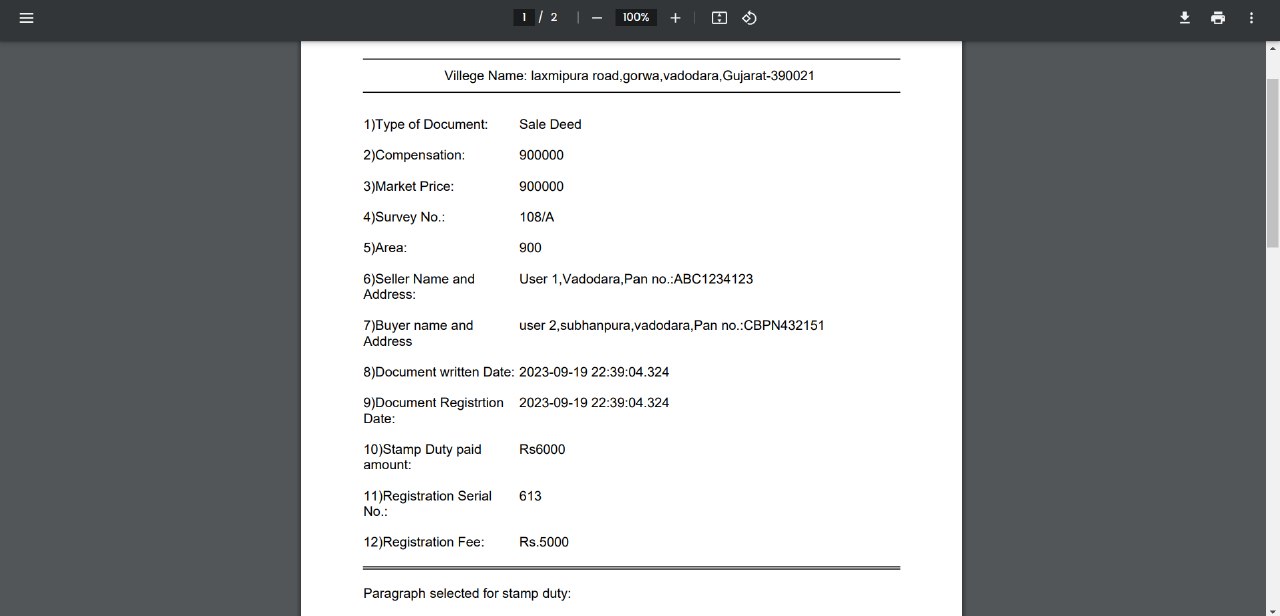 1 / 2 | — 100% +
Villege Name: laxmipura road,gorwa,vadodara,Gujarat-390021
1)Type of Document: Sale Deed
2)Compensation: 900000
3)Market Price: 900000
4)Survey No.: 108/A
5)Area: 900
6)Seller Name and User 1,Vadodara,Pan no.:ABC1234123
Address:
7)Buyer name and user 2,subhanpura,vadodara,Pan no.:CBPN432151
Address
8)Document written Date: 2023-09-19 22:39:04.324
9)Document Registrtion 2023-09-19 22:39:04.324
Date:
10)Stamp Duty paid Rs6000
amount:
11)Registration Serial 613
No.:
12)Registration Fee: Rs.5000
Paragraph selected for stamp duty: